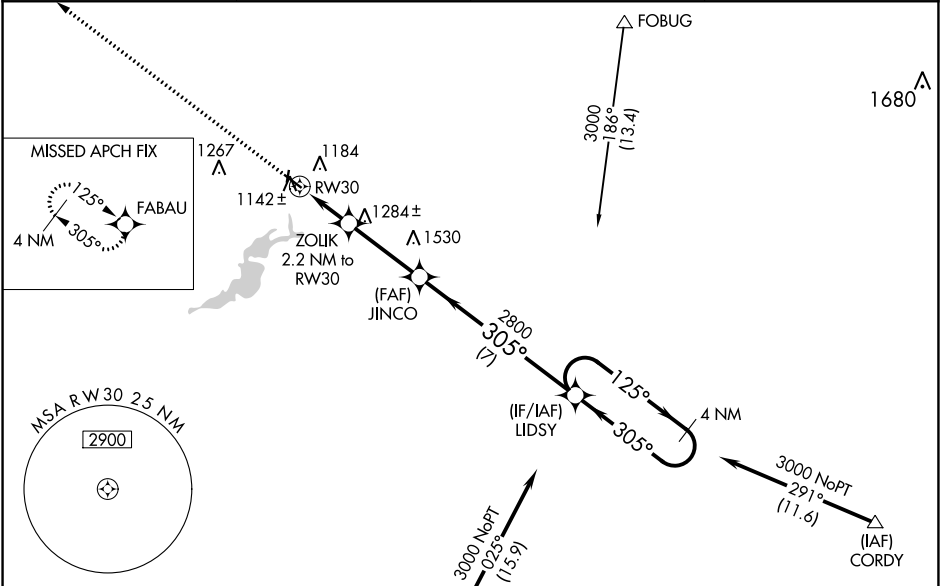 FOBUG
1680
3000
186°
(13.4)
MISSED APCH FIX
125°
FABAU
305°
4 NM
1267
1184
1142±
RW30
1284±
ZOLIK
2.2 NM to
RW30
1530
(FAF)
JINCO
2800
305°
(7)
125°
4 NM
(IF/IAF)
LIDSY
305°
MSA RW30 25 NM
2900
3000 NoPT
291°
(11.6)
(IAF)
CORDY
3000 NoPT
025°
(15.9)